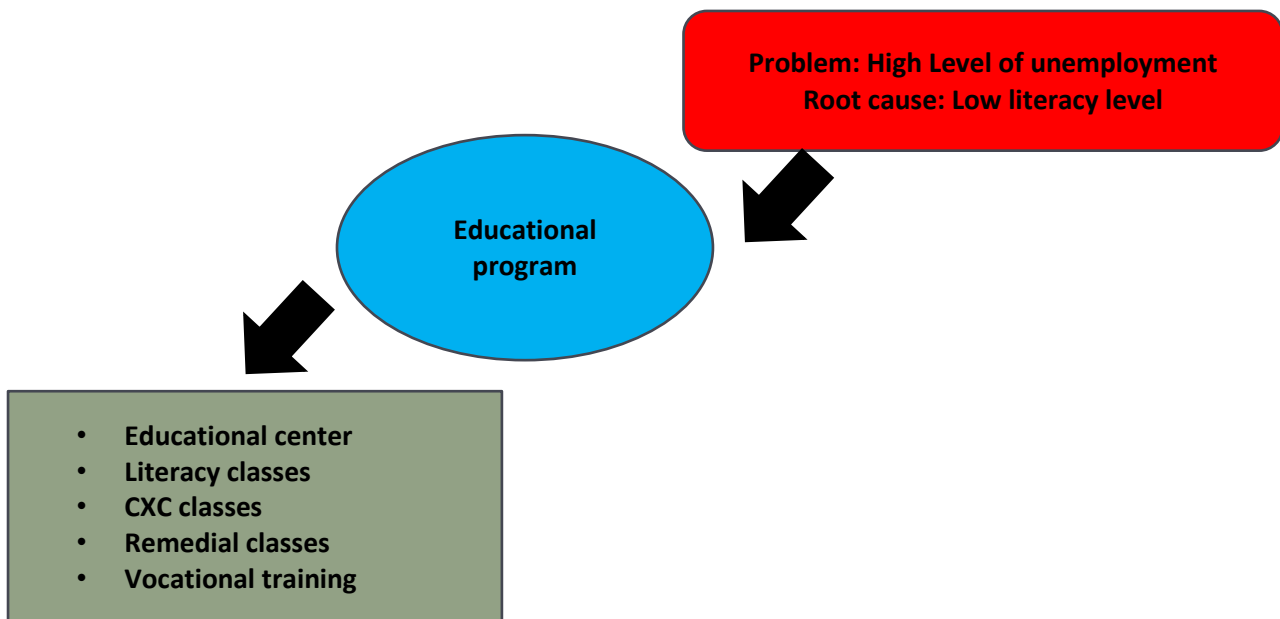 Problem: High Level of unemployment
Root cause: Low literacy level
Educational
program
• Educational center
• Literacy classes
• CXC classes
• Remedial classes
• Vocational training